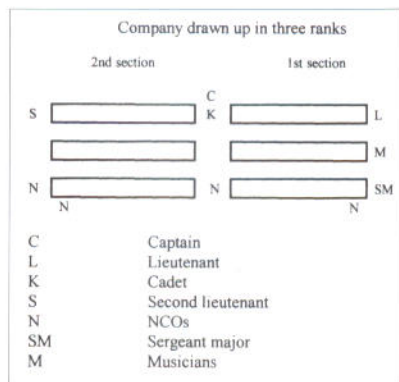 Company drawn up in three ranks
2nd section 1st section
C
S K L
M
N N SM
N N
C Captain
L Lieutenant
K Cadet
S Second lieutenant
N NCOs
SM Sergeant major
M Musicians